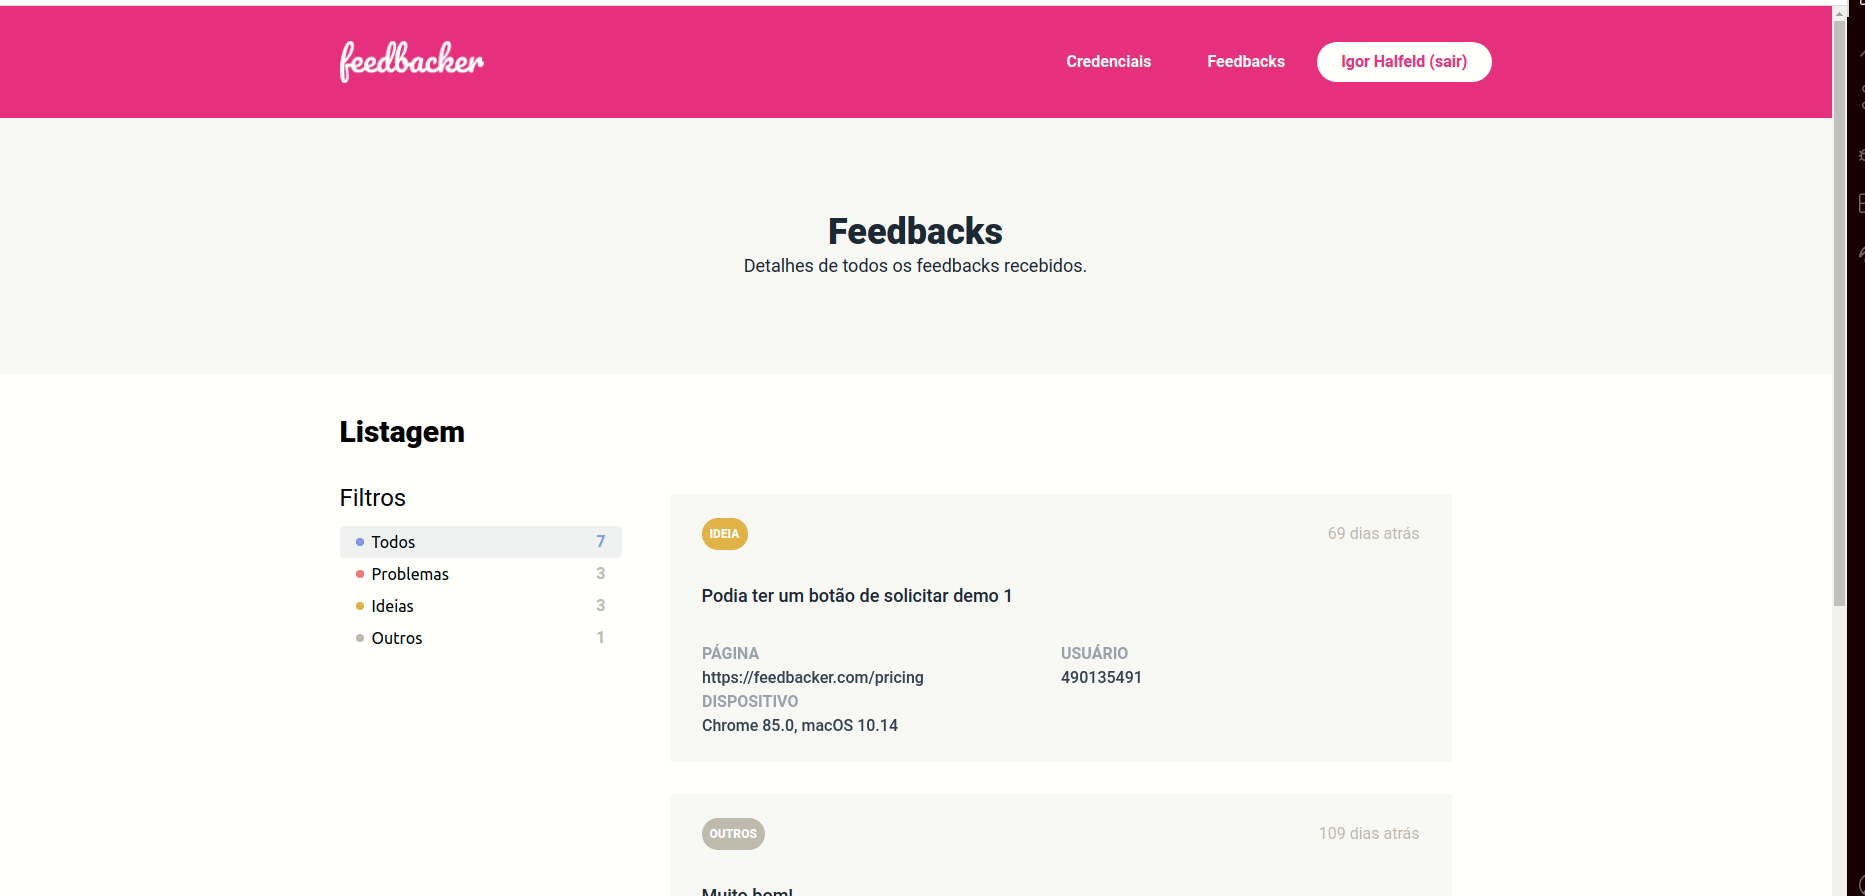 feedbacker
Credenciais
Feedbacks
Igor Halfeld (sair)
Feedbacks
Detalhes de todos os feedbacks recebidos.
Listagem
Filtros
Todos 7
Problemas 3
Ideias 3
Outros 1
IDEIA
69 dias atrás
Podia ter um botão de solicitar demo 1
PÁGINA
https://feedbacker.com/pricing
USUÁRIO
490135491
DISPOSITIVO
Chrome 85.0, macOS 10.14
OUTROS
109 dias atrás
Muito bom!